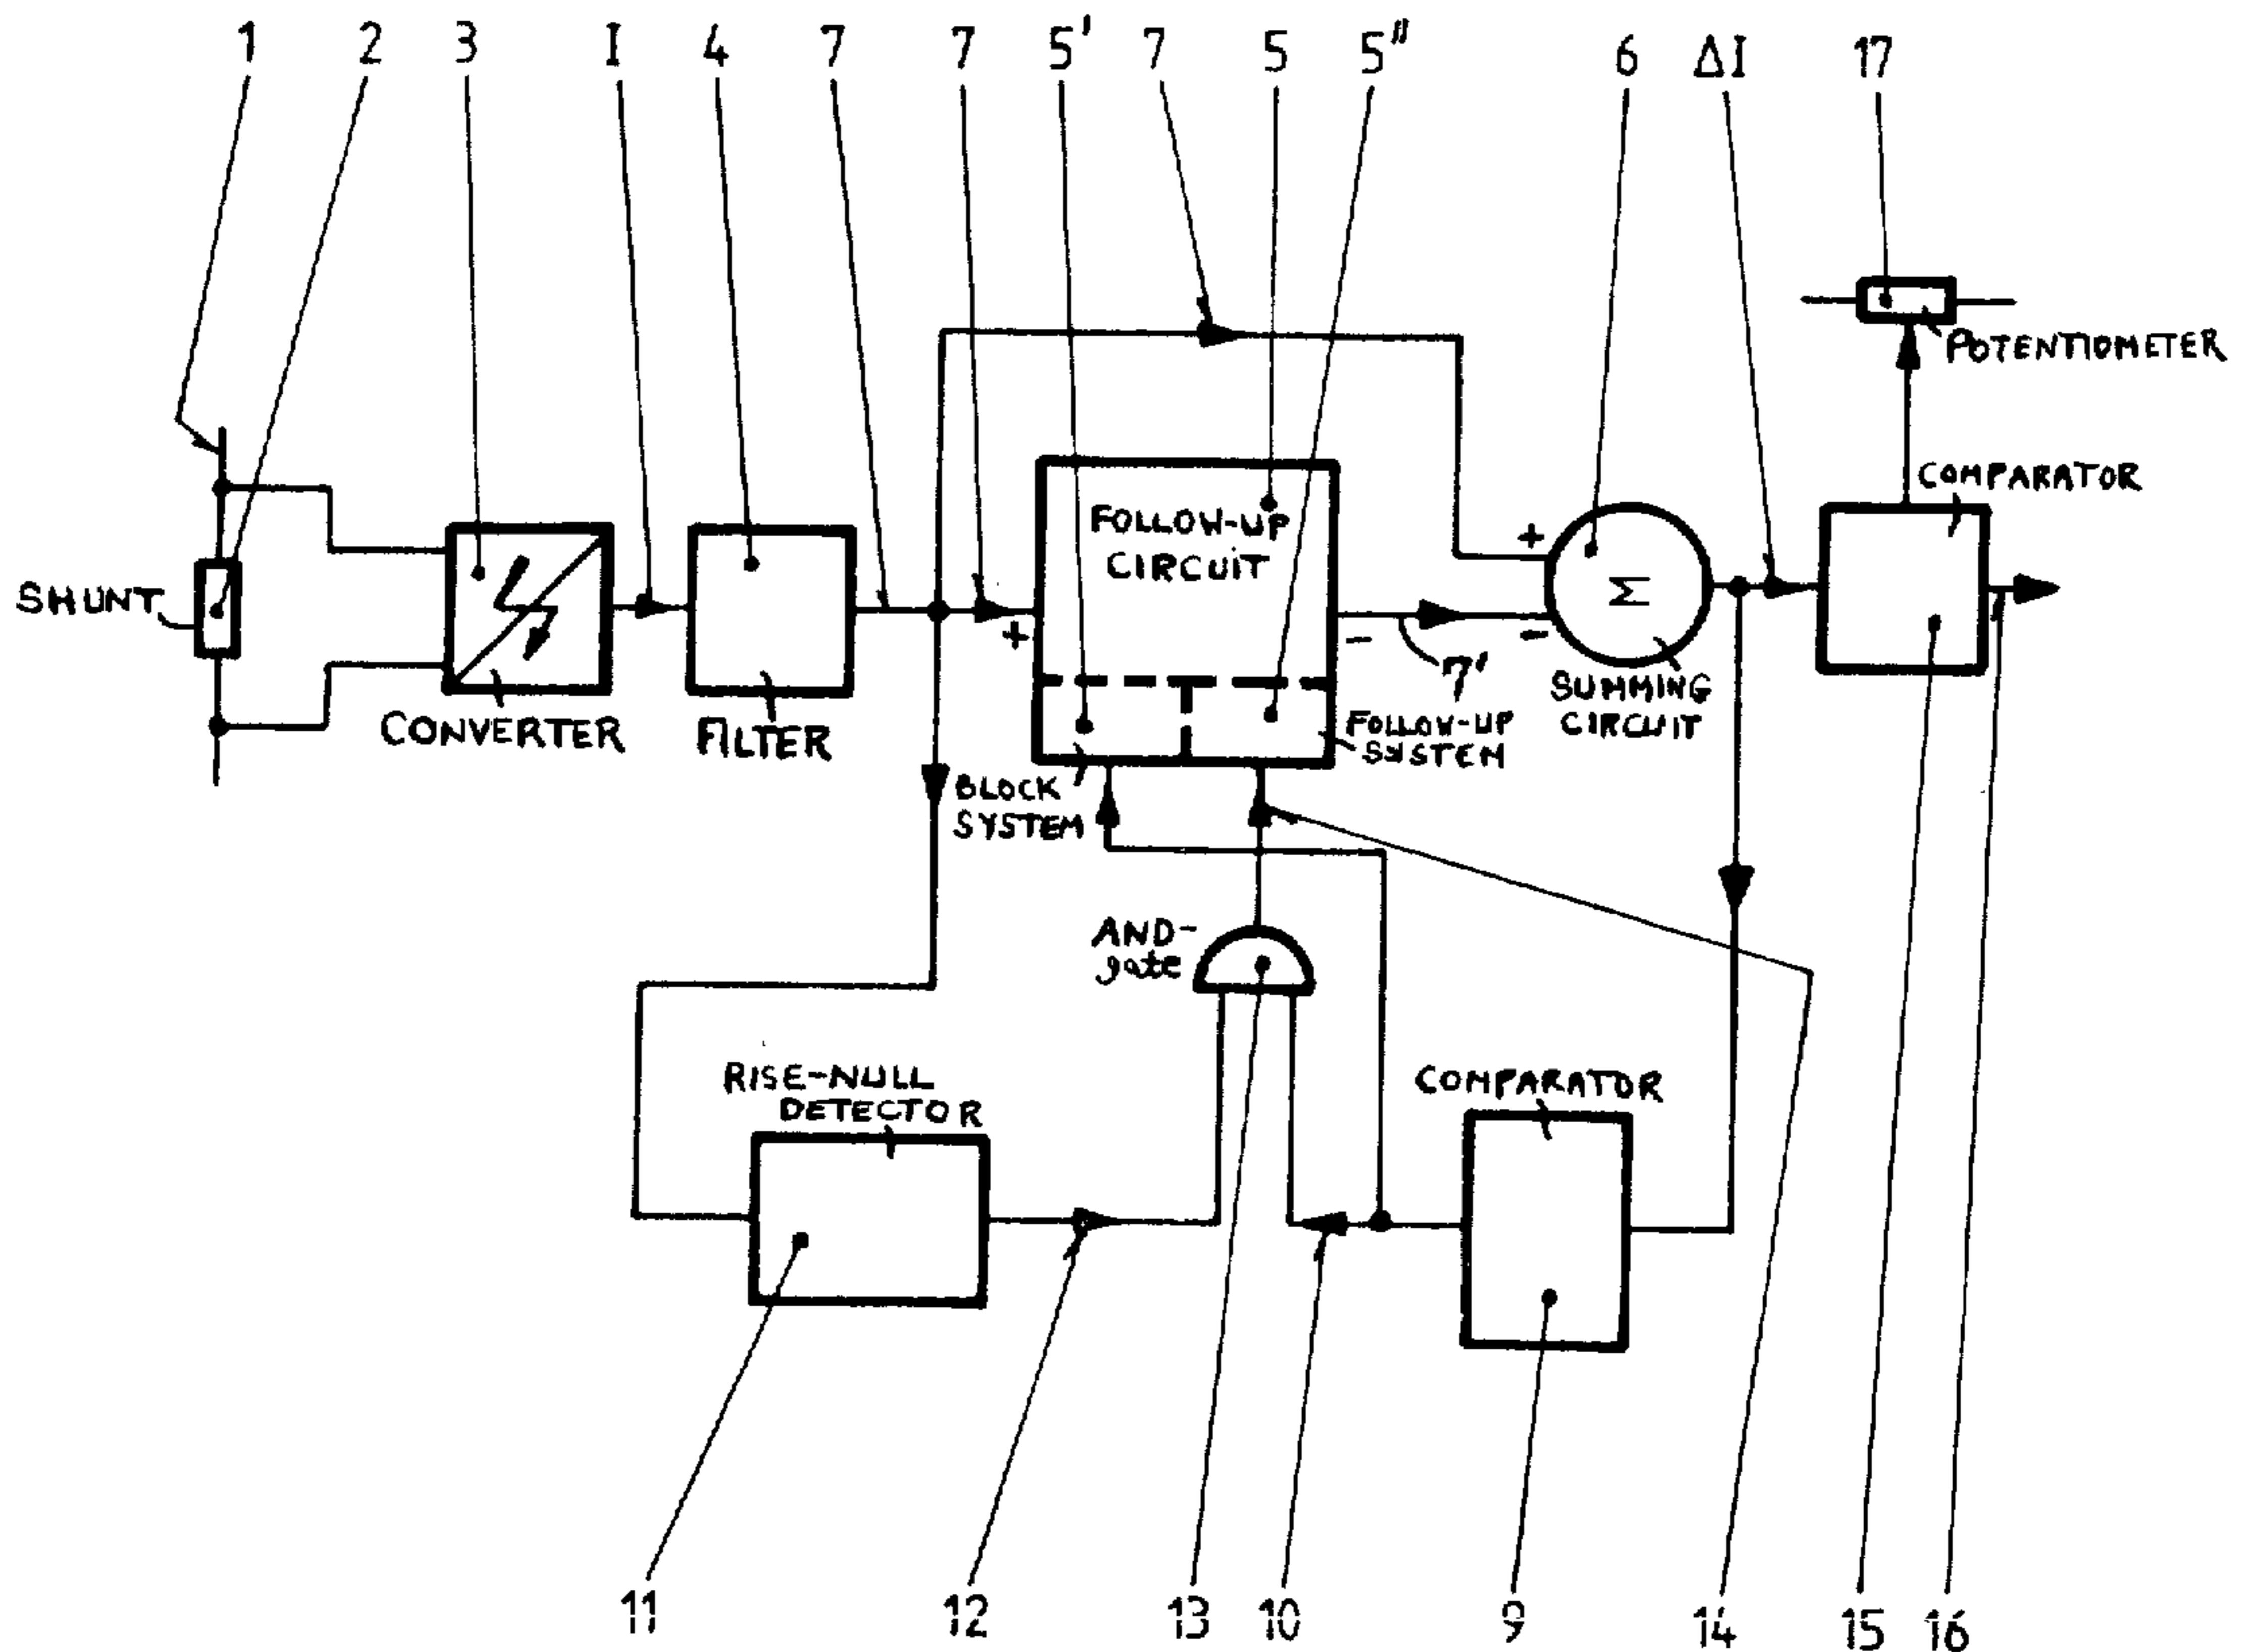 1 2 3 I 4 7 7 5' 7 5 5" 6 ΔI 17
POTENTIOMETER
COMPARATOR
FOLLOW-UP
CIRCUIT
+
Σ
SHUNT
+
-
-
7'
SUMMING
CIRCUIT
CONVERTER
FILTER
FOLLOW-UP
SYSTEM
BLOCK
SYSTEM
AND-
gate
RISE-NULL
DETECTOR
COMPARATOR
11 12 13 10 9 14 15 16